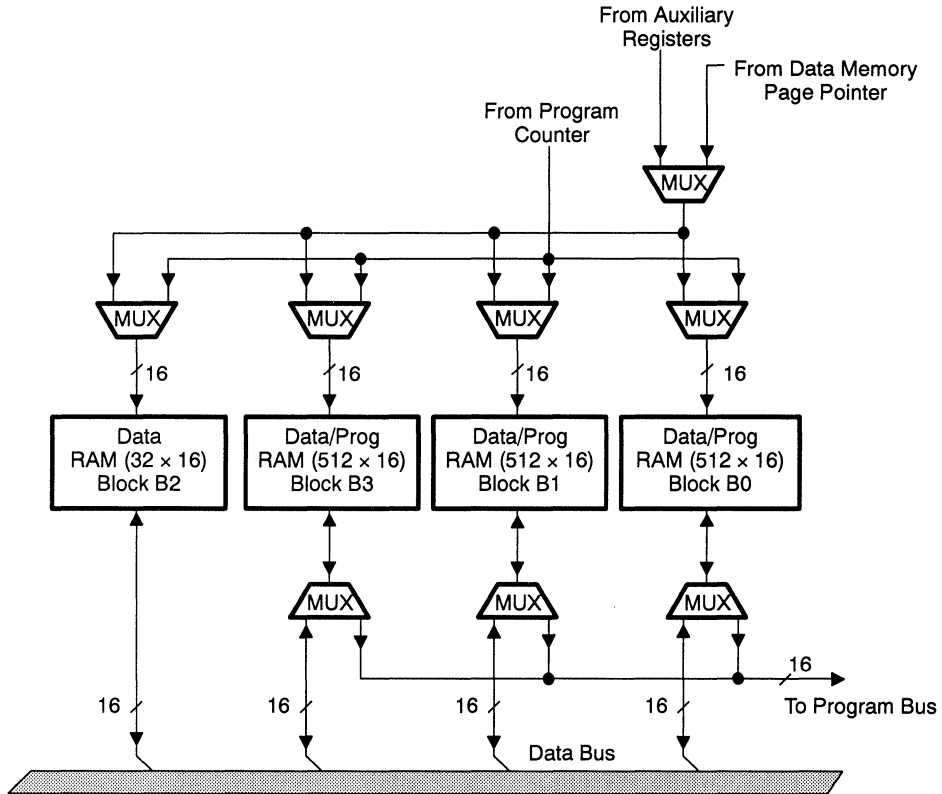 From Auxiliary
Registers
From Data Memory
Page Pointer
From Program
Counter
MUX
MUX
MUX
MUX
MUX
16
16
16
16
Data
RAM (32 × 16)
Block B2
Data/Prog
RAM (512 × 16)
Block B3
Data/Prog
RAM (512 × 16)
Block B1
Data/Prog
RAM (512 × 16)
Block B0
MUX
MUX
MUX
16
To Program Bus
16
16
16
16
Data Bus